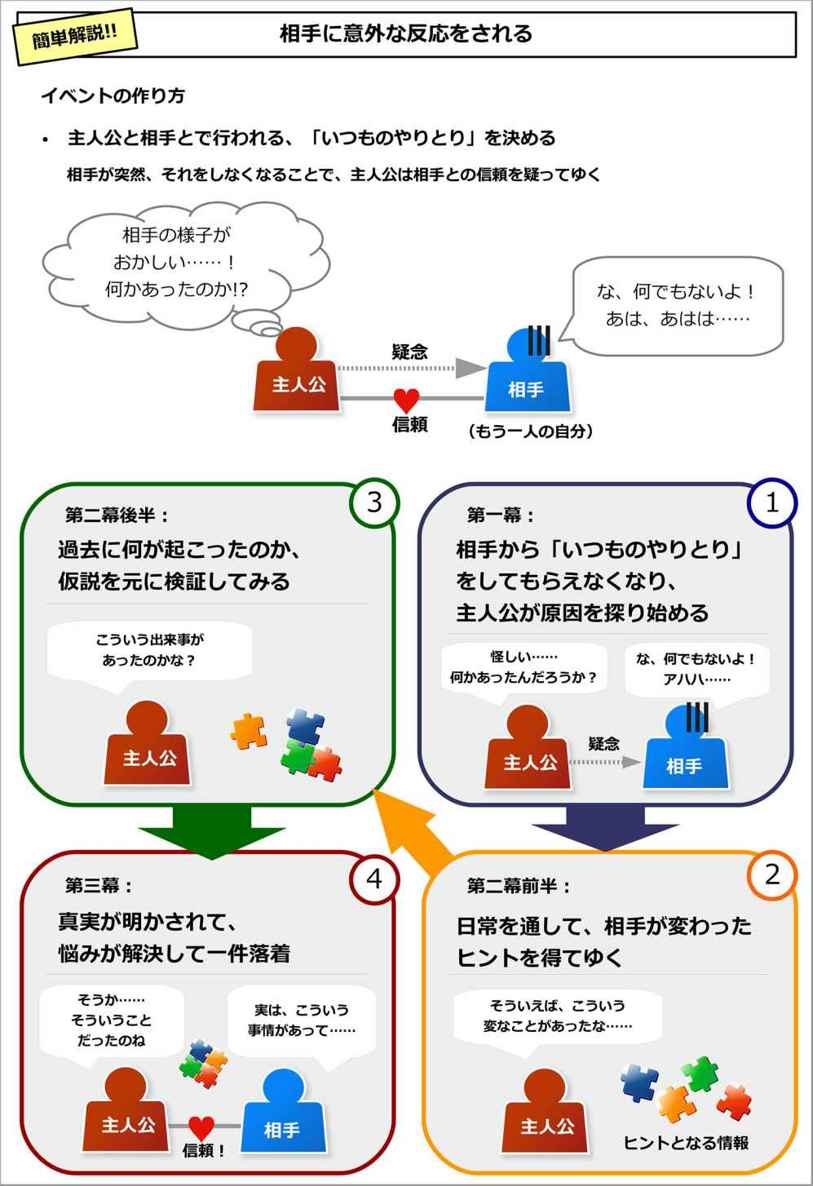 簡単解説!!
相手に意外な反応をされる
イベントの作り方
・ 主人公と相手とで行われる、「いつものやりとり」を決める
相手が突然、それをしなくなることで、主人公は相手との信頼を疑ってゆく
相手の様子が
おかしい……！
何かあったのか!?
な、何でもないよ！
あは、あはは……
疑念
主人公
相手
信頼
（もう一人の自分）
1
第一幕：
相手から「いつものやりとり」
をしてもらえなくなり、
主人公が原因を探り始める
怪しい……
何かあったんだろうか？
な、何でもないよ！
アハハ……
疑念
主人公
相手
2
第二幕前半：
日常を通して、相手が変わった
ヒントを得てゆく
そういえば、こういう
変なことがあったな……
主人公
ヒントとなる情報
3
第二幕後半：
過去に何が起こったのか、
仮説を元に検証してみる
こういう出来事が
あったのかな？
主人公
4
第三幕：
真実が明かされて、
悩みが解決して一件落着
そうか……
そういうこと
だったのね
実は、こういう
事情があって……
主人公
相手
信頼！